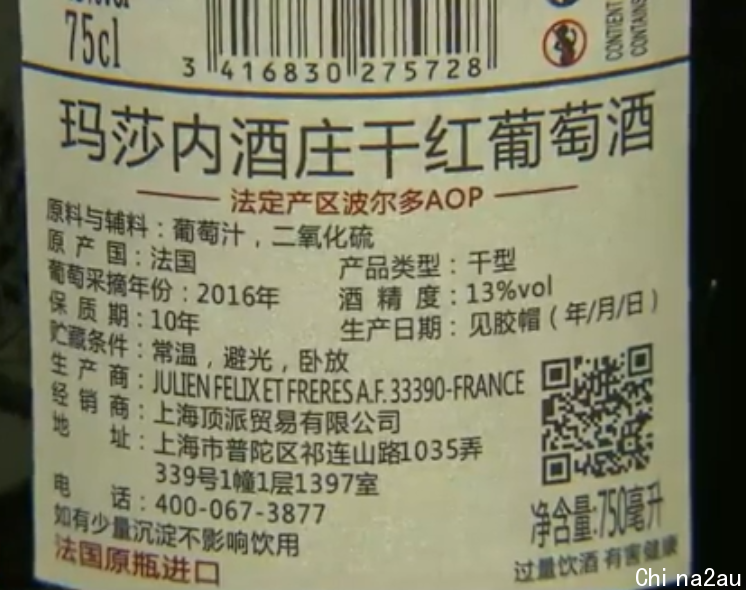 75cl
3 416830 275728
CONTIENT
CONTAINS
玛莎内酒庄干红葡萄酒
法定产区波尔多AOP
原料与辅料：葡萄汁，二氧化硫
原产国：法国 产品类型：干型
葡萄采摘年份：2016年 酒精度：13%vol
保质期：10年 生产日期：见胶帽（年/月/日）
贮藏条件：常温，避光，卧放
生产商：JULIEN FELIX ET FRERES A.F. 33390-FRANCE
经销商：上海顶派贸易有限公司
地址：上海市普陀区祁连山路1035弄
339号1幢1层1397室
电话：400-067-3877
如有少量沉淀不影响饮用
法国原瓶进口
净含量:750毫升
过量饮酒 有害健康
Chi na2au